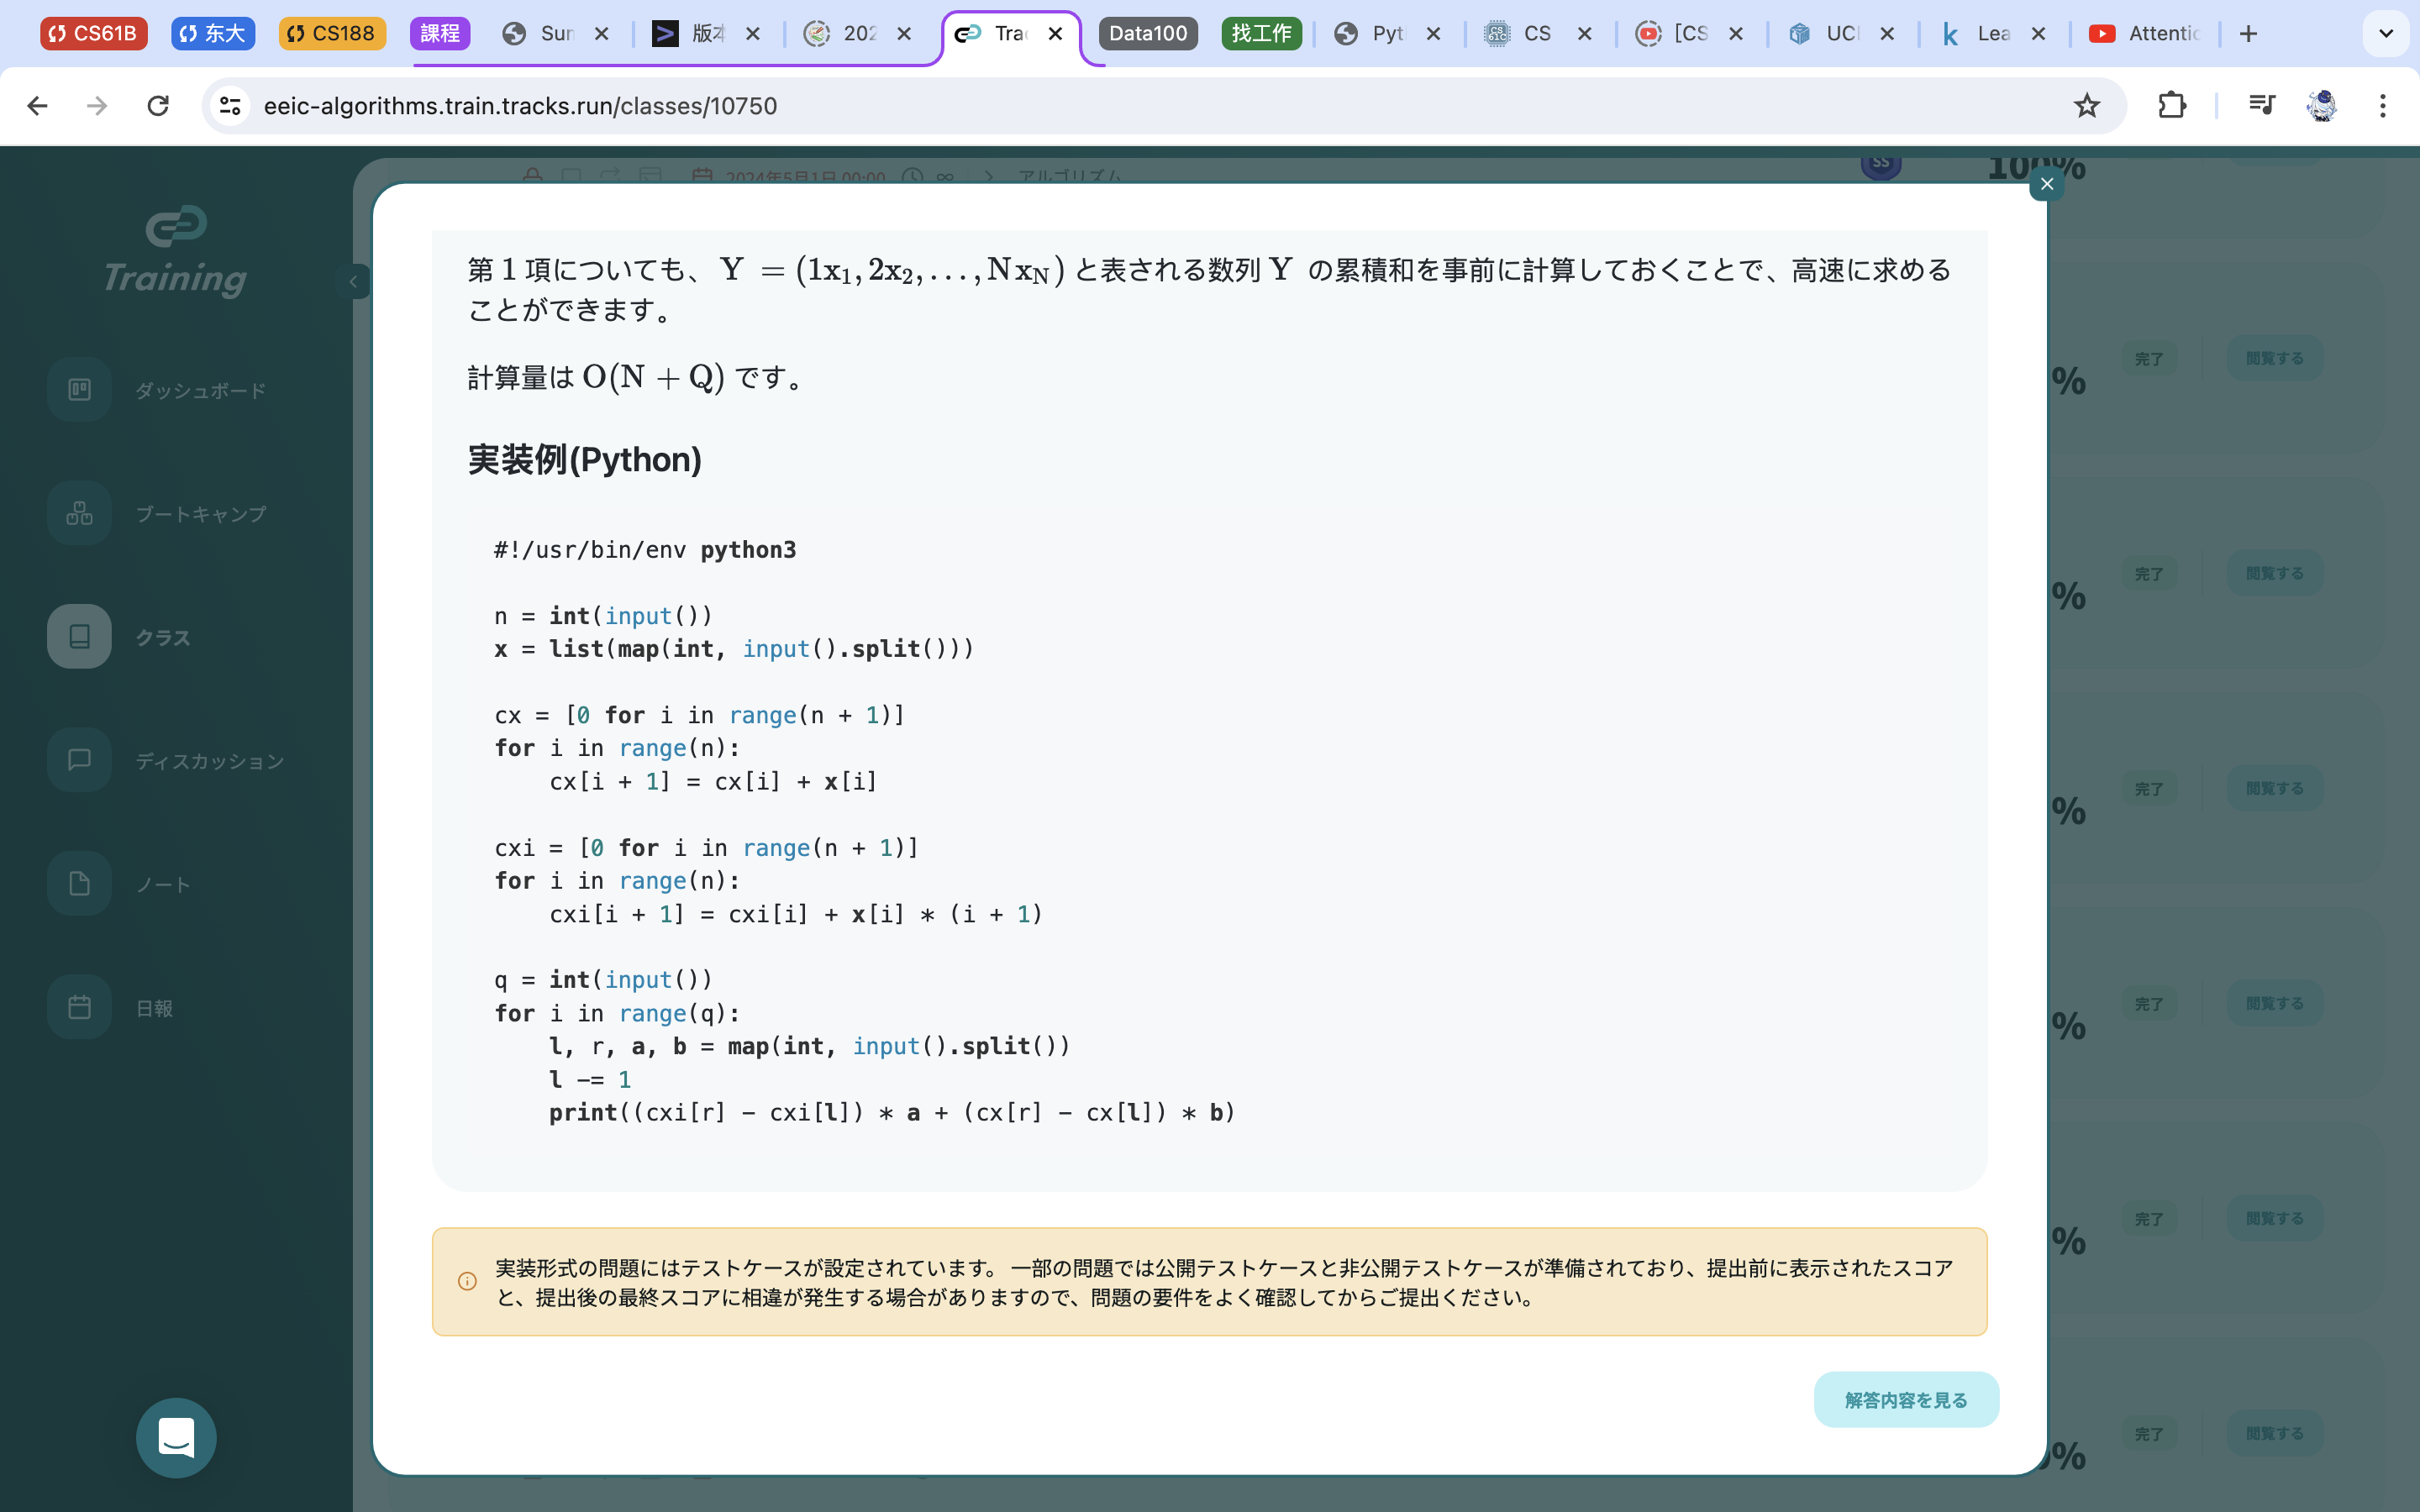 CS61B 东大 CS188 課程 Sun 版本 202 Trac Data100 找工作 Pyt CS [CS UC Lea Attentic
eeic-algorithms.train.tracks.run/classes/10750
2024年5月1日 00:00 アルゴリズム SS 100%
Training
ダッシュボード
ブートキャンプ
クラス
ディスカッション
ノート
日報
第 1 項についても、 Y = (1x₁, 2x₂, . . . , Nx_N) と表される数列 Y の累積和を事前に計算しておくことで、高速に求める
ことができます。
計算量は O(N + Q) です。
実装例(Python)
#!/usr/bin/env python3
n = int(input())
x = list(map(int, input().split()))
cx = [0 for i in range(n + 1)]
for i in range(n):
    cx[i + 1] = cx[i] + x[i]
cxi = [0 for i in range(n + 1)]
for i in range(n):
    cxi[i + 1] = cxi[i] + x[i] * (i + 1)
q = int(input())
for i in range(q):
    l, r, a, b = map(int, input().split())
    l -= 1
    print((cxi[r] - cxi[l]) * a + (cx[r] - cx[l]) * b)
実装形式の問題にはテストケースが設定されています。 一部の問題では公開テストケースと非公開テストケースが準備されており、提出前に表示されたスコア
と、提出後の最終スコアに相違が発生する場合がありますので、問題の要件をよく確認してからご提出ください。
解答内容を見る
% 完了 閲覧する
% 完了 閲覧する
% 完了 閲覧する
% 完了 閲覧する
% 完了 閲覧する
% 完了 閲覧する